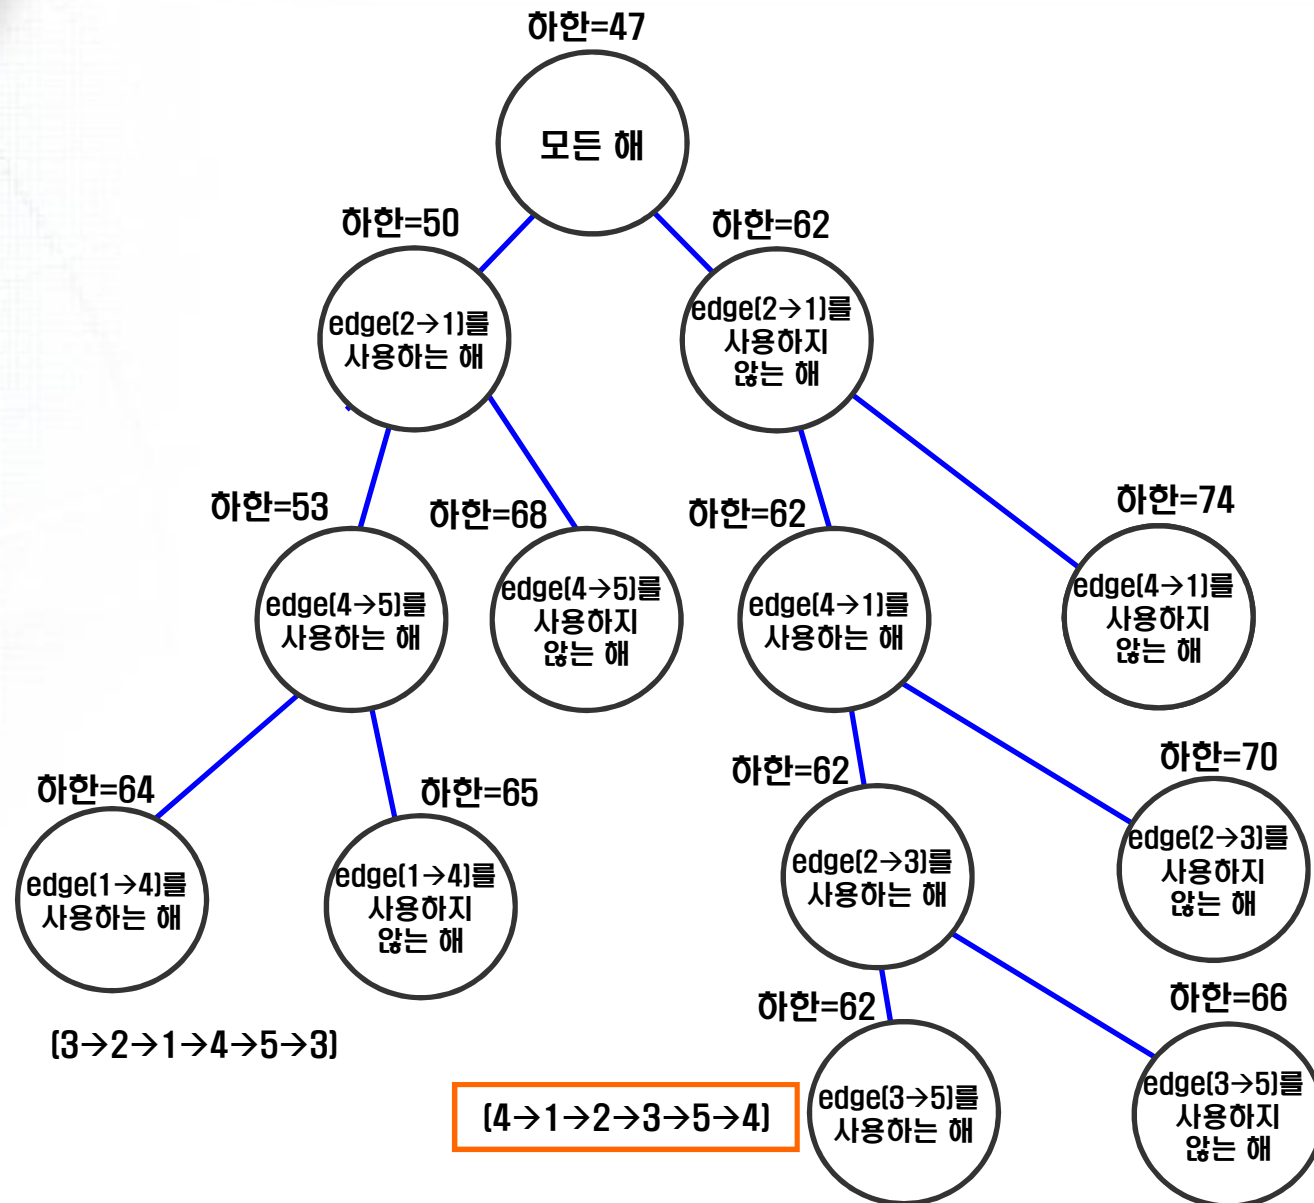 하한=47
모든 해
하한=50
하한=62
edge(2→1)를
사용하는 해
edge(2→1)를
사용하지
않는 해
하한=53
하한=68
하한=62
하한=74
edge(4→5)를
사용하는 해
edge(4→5)를
사용하지
않는 해
edge(4→1)를
사용하는 해
edge(4→1)를
사용하지
않는 해
하한=64
하한=65
하한=62
하한=70
edge(1→4)를
사용하는 해
edge(1→4)를
사용하지
않는 해
edge(2→3)를
사용하는 해
edge(2→3)를
사용하지
않는 해
(3→2→1→4→5→3)
하한=62
하한=66
(4→1→2→3→5→4)
edge(3→5)를
사용하는 해
edge(3→5)를
사용하지
않는 해